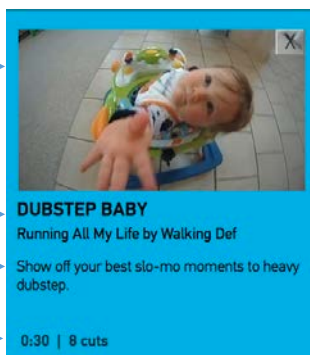 X
DUBSTEP BABY
Running All My Life by Walking Def
Show off your best slo-mo moments to heavy
dubstep.
0:30 | 8 cuts